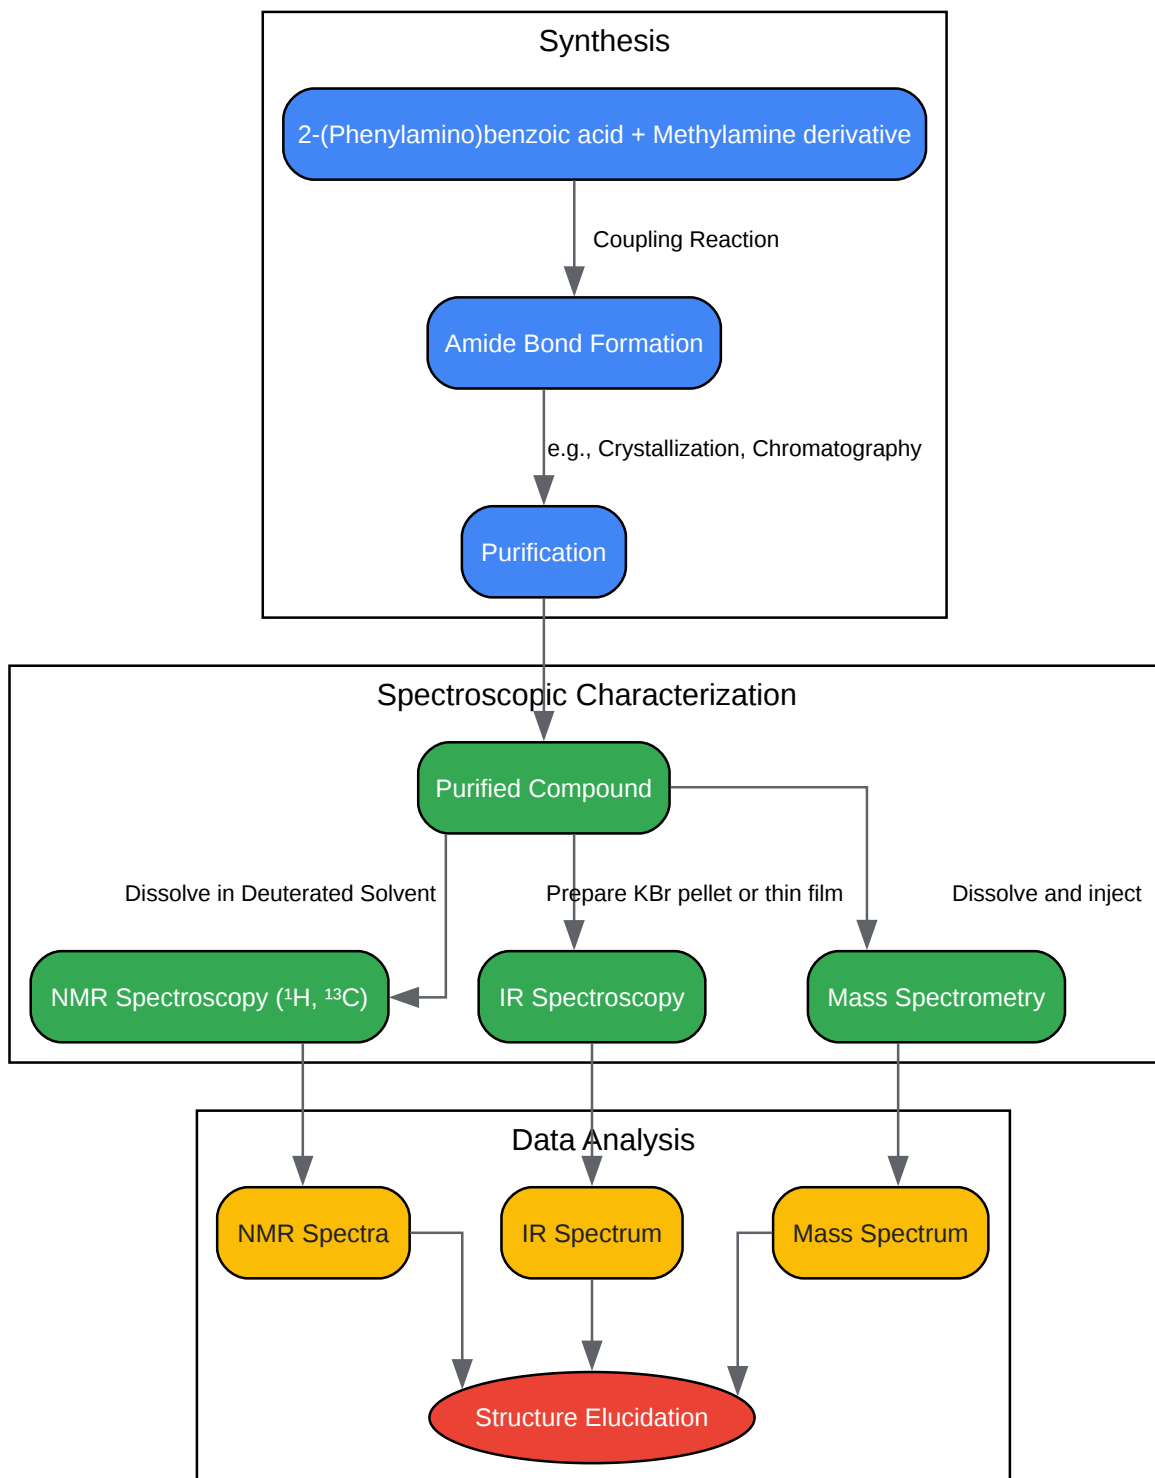 Synthesis
2-(Phenylamino)benzoic acid + Methylamine derivative
Coupling Reaction
Amide Bond Formation
e.g., Crystallization, Chromatography
Purification
Spectroscopic Characterization
Purified Compound
Dissolve in Deuterated Solvent
Prepare KBr pellet or thin film
Dissolve and inject
NMR Spectroscopy (¹H, ¹³C)
IR Spectroscopy
Mass Spectrometry
Data Analysis
NMR Spectra
IR Spectrum
Mass Spectrum
Structure Elucidation